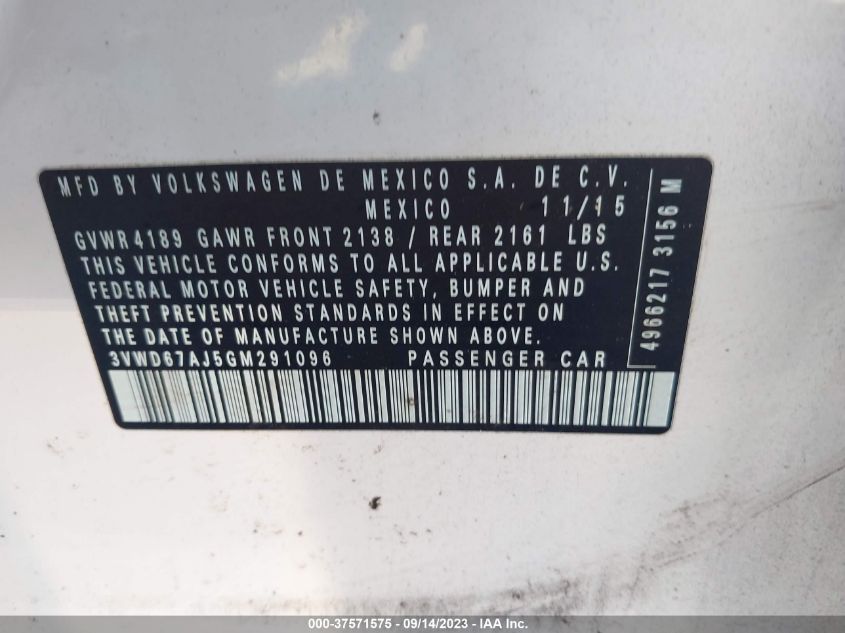 MFD BY VOLKSWAGEN DE MEXICO S.A. DE C.V.
MEXICO 11/15
GVWR4189 GAWR FRONT 2138 / REAR 2161 LBS
THIS VEHICLE CONFORMS TO ALL APPLICABLE U.S.
FEDERAL MOTOR VEHICLE SAFETY, BUMPER AND
THEFT PREVENTION STANDARDS IN EFFECT ON
THE DATE OF MANUFACTURE SHOWN ABOVE.
3VWD67AJ5GM291096 PASSENGER CAR
4966217 3156 M
000-37571575 - 09/14/2023 - © IAA Inc.